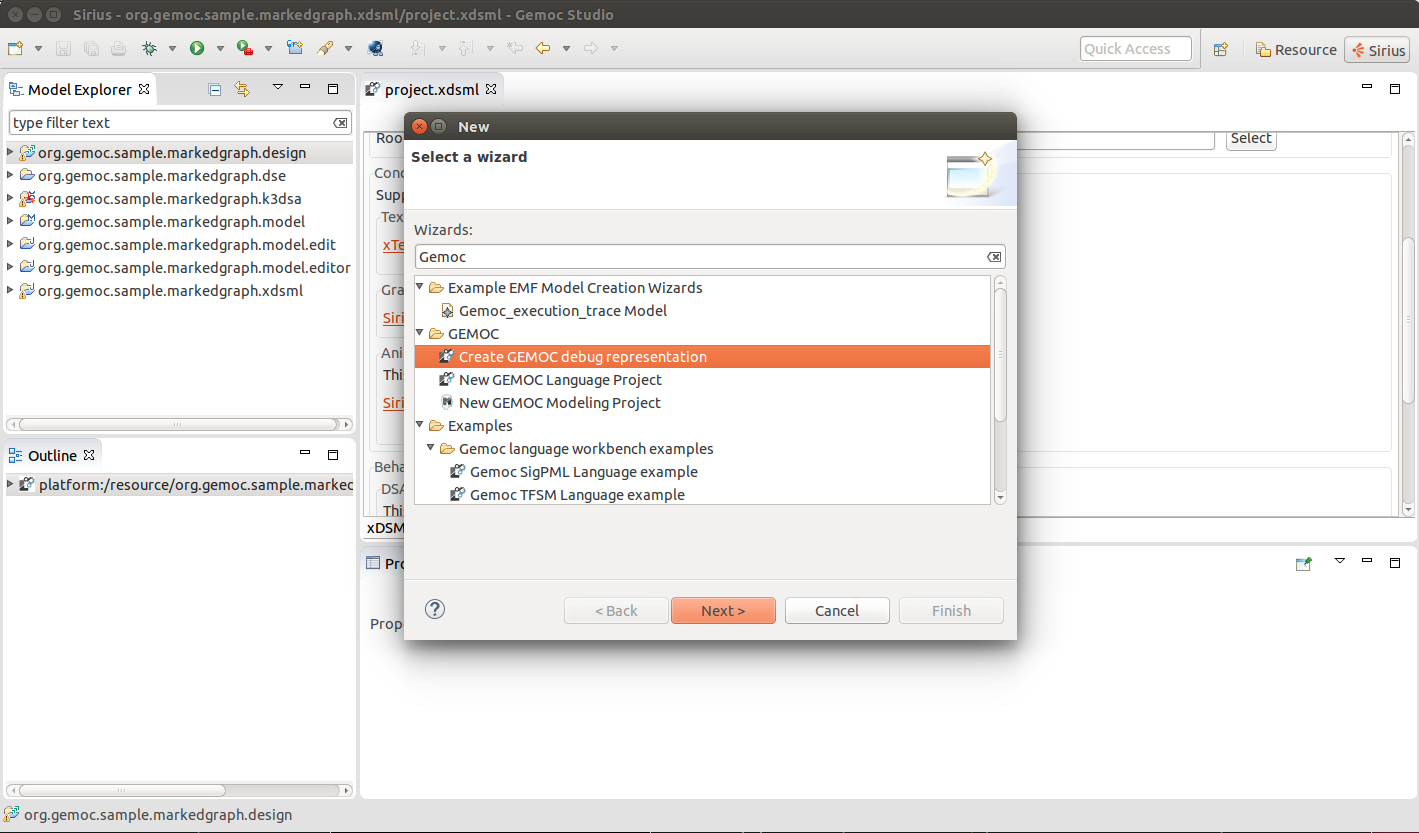 Sirius - org.gemoc.sample.markedgraph.xdsml/project.xdsml - Gemoc Studio
Quick Access
Resource
Sirius
Model Explorer
project.xdsml
type filter text
org.gemoc.sample.markedgraph.design
org.gemoc.sample.markedgraph.dse
org.gemoc.sample.markedgraph.k3dsa
org.gemoc.sample.markedgraph.model
org.gemoc.sample.markedgraph.model.edit
org.gemoc.sample.markedgraph.model.editor
org.gemoc.sample.markedgraph.xdsml
Outline
platform:/resource/org.gemoc.sample.markec
Roo
Select
Conc
Supp
Tex
xTe
Gra
Siri
Ani
This
Siri
Beha
DSA
This
xDSM
Pro
Prope
New
Select a wizard
Wizards:
Gemoc
Example EMF Model Creation Wizards
Gemoc_execution_trace Model
GEMOC
Create GEMOC debug representation
New GEMOC Language Project
New GEMOC Modeling Project
Examples
Gemoc language workbench examples
Gemoc SigPML Language example
Gemoc TFSM Language example
?
< Back
Next >
Cancel
Finish
org.gemoc.sample.markedgraph.design